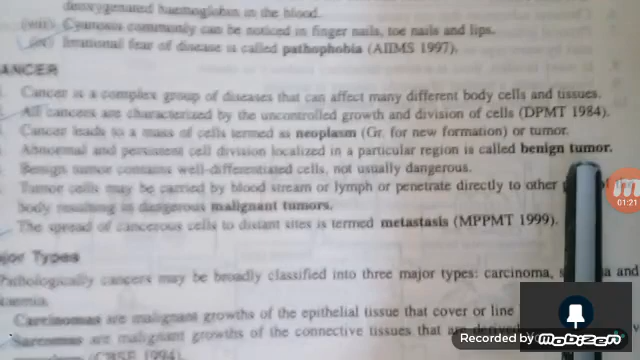 deoxygenated haemoglobin in the blood.
(viii) Cyanosis commonly can be noticed in finger nails, toe nails and lips.
(ix) Irrational fear of disease is called pathophobia (AIIMS 1997).
ANCER
Cancer is a complex group of diseases that can affect many different body cells and tissues.
All cancers are characterized by the uncontrolled growth and division of cells (DPMT 1984).
Cancer leads to a mass of cells termed as neoplasm (Gr. for new formation) or tumor.
Abnormal and persistent cell division localized in a particular region is called benign tumor.
Benign tumor contains well-differentiated cells, not usually dangerous.
Tumor cells may be carried by blood stream or lymph or penetrate directly to other
body resulting in dangerous malignant tumors.
The spread of cancerous cells to distant sites is termed metastasis (MPPMT 1999).
jor Types
Pathologically cancers may be broadly classified into three major types: carcinoma, and
kaemia.
Carcinomas are malignant growths of the epithelial tissue that cover or line
Sarcomas are malignant growths of the connective tissues that are derived
(CBSE 1994).
01:21
Recorded by MOBIZEN